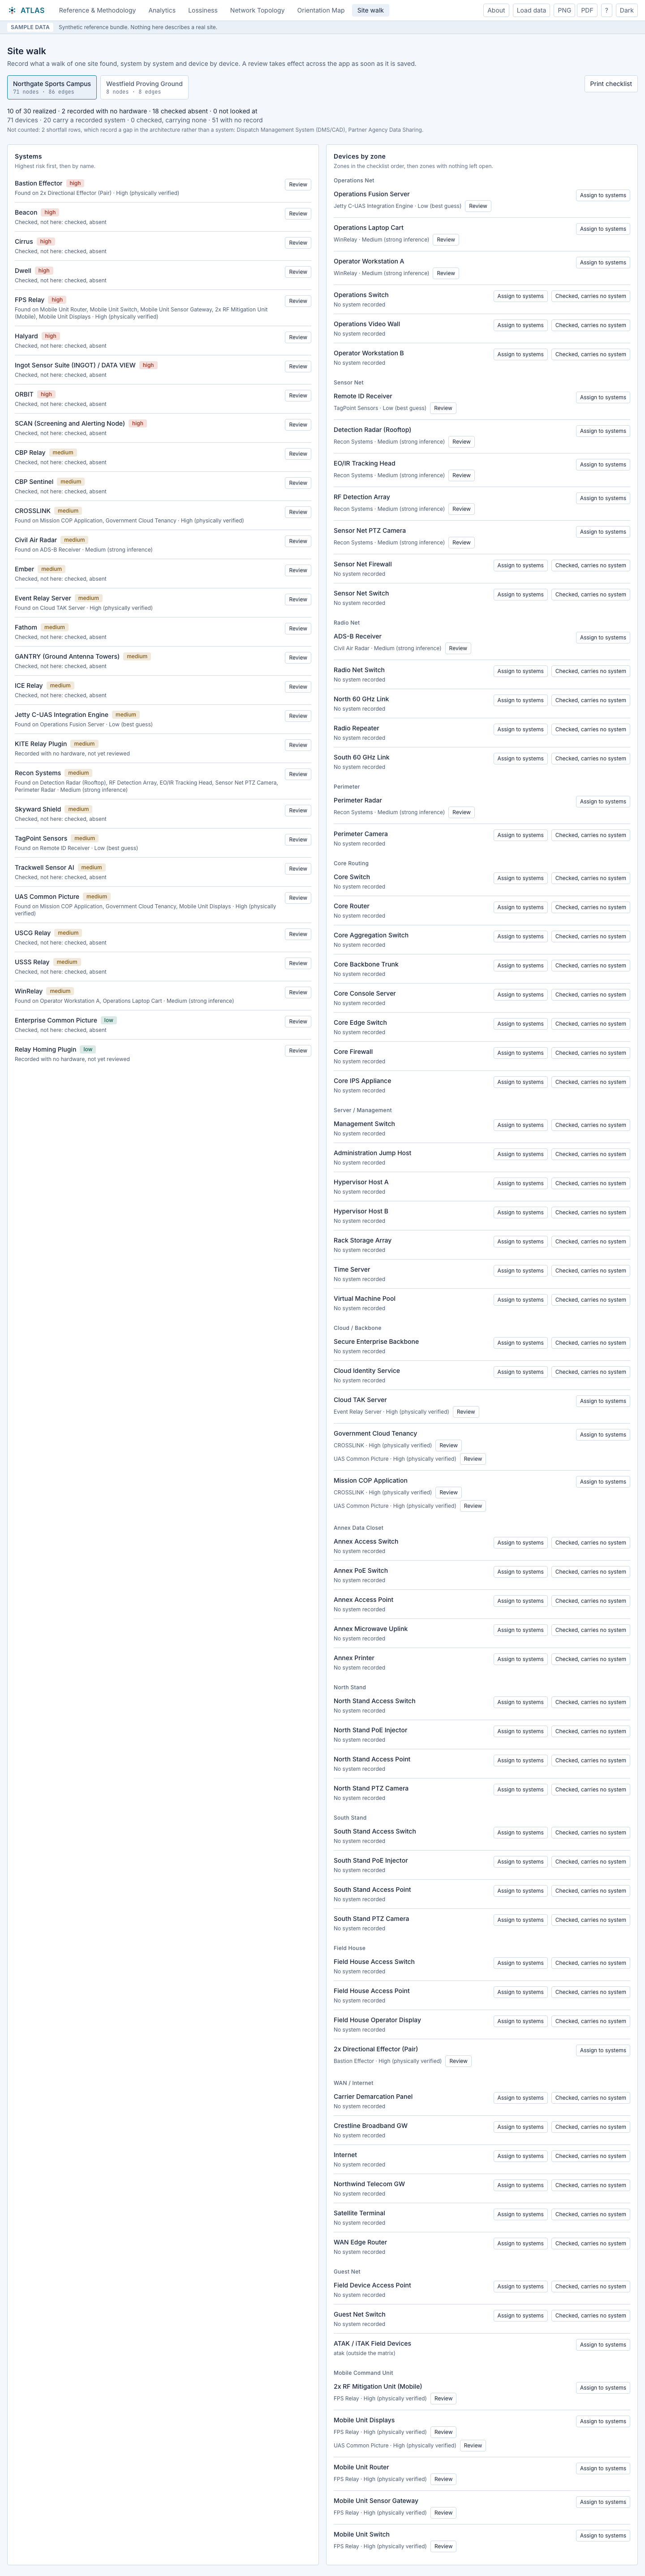 ATLAS Reference & Methodology Analytics Lossiness Network Topology Orientation Map Site walk About Load data PNG PDF ? Dark
SAMPLE DATA Synthetic reference bundle. Nothing here describes a real site.
Site walk
Record what a walk of one site found, system by system and device by device. A review takes effect across the app as soon as it is saved.
Northgate Sports Campus
71 nodes · 86 edges
Westfield Proving Ground
8 nodes · 8 edges
Print checklist
10 of 30 realized · 2 recorded with no hardware · 18 checked absent · 0 not looked at
71 devices · 20 carry a recorded system · 0 checked, carrying none · 51 with no record
Not counted: 2 shortfall rows, which record a gap in the architecture rather than a system: Dispatch Management System (DMS/CAD), Partner Agency Data Sharing.
Systems
Highest risk first, then by name.
Bastion Effector high Review
Found on 2x Directional Effector (Pair) · High (physically verified)
Beacon high Review
Checked, not here: checked, absent
Cirrus high Review
Checked, not here: checked, absent
Dwell high Review
Checked, not here: checked, absent
FPS Relay high Review
Found on Mobile Unit Router, Mobile Unit Switch, Mobile Unit Sensor Gateway, 2x RF Mitigation Unit
(Mobile), Mobile Unit Displays · High (physically verified)
Halyard high Review
Checked, not here: checked, absent
Ingot Sensor Suite (INGOT) / DATA VIEW high Review
Checked, not here: checked, absent
ORBIT high Review
Checked, not here: checked, absent
SCAN (Screening and Alerting Node) high Review
Checked, not here: checked, absent
CBP Relay medium Review
Checked, not here: checked, absent
CBP Sentinel medium Review
Checked, not here: checked, absent
CROSSLINK medium Review
Found on Mission COP Application, Government Cloud Tenancy · High (physically verified)
Civil Air Radar medium Review
Found on ADS-B Receiver · Medium (strong inference)
Ember medium Review
Checked, not here: checked, absent
Event Relay Server medium Review
Found on Cloud TAK Server · High (physically verified)
Fathom medium Review
Checked, not here: checked, absent
GANTRY (Ground Antenna Towers) medium Review
Checked, not here: checked, absent
ICE Relay medium Review
Checked, not here: checked, absent
Jetty C-UAS Integration Engine medium Review
Found on Operations Fusion Server · Low (best guess)
KITE Relay Plugin medium Review
Recorded with no hardware, not yet reviewed
Recon Systems medium Review
Found on Detection Radar (Rooftop), RF Detection Array, EO/IR Tracking Head, Sensor Net PTZ Camera,
Perimeter Radar · Medium (strong inference)
Skyward Shield medium Review
Checked, not here: checked, absent
TagPoint Sensors medium Review
Found on Remote ID Receiver · Low (best guess)
Trackwell Sensor AI medium Review
Checked, not here: checked, absent
UAS Common Picture medium Review
Found on Mission COP Application, Government Cloud Tenancy, Mobile Unit Displays · High (physically
verified)
USCG Relay medium Review
Checked, not here: checked, absent
USSS Relay medium Review
Checked, not here: checked, absent
WinRelay medium Review
Found on Operator Workstation A, Operations Laptop Cart · Medium (strong inference)
Enterprise Common Picture low Review
Checked, not here: checked, absent
Relay Homing Plugin low Review
Recorded with no hardware, not yet reviewed
Devices by zone
Zones in the checklist order, then zones with nothing left open.
Operations Net
Operations Fusion Server Assign to systems
Jetty C-UAS Integration Engine · Low (best guess) Review
Operations Laptop Cart Assign to systems
WinRelay · Medium (strong inference) Review
Operator Workstation A Assign to systems
WinRelay · Medium (strong inference) Review
Operations Switch Assign to systems Checked, carries no system
No system recorded
Operations Video Wall Assign to systems Checked, carries no system
No system recorded
Operator Workstation B Assign to systems Checked, carries no system
No system recorded
Sensor Net
Remote ID Receiver Assign to systems
TagPoint Sensors · Low (best guess) Review
Detection Radar (Rooftop) Assign to systems
Recon Systems · Medium (strong inference) Review
EO/IR Tracking Head Assign to systems
Recon Systems · Medium (strong inference) Review
RF Detection Array Assign to systems
Recon Systems · Medium (strong inference) Review
Sensor Net PTZ Camera Assign to systems
Recon Systems · Medium (strong inference) Review
Sensor Net Firewall Assign to systems Checked, carries no system
No system recorded
Sensor Net Switch Assign to systems Checked, carries no system
No system recorded
Radio Net
ADS-B Receiver Assign to systems
Civil Air Radar · Medium (strong inference) Review
Radio Net Switch Assign to systems Checked, carries no system
No system recorded
North 60 GHz Link Assign to systems Checked, carries no system
No system recorded
Radio Repeater Assign to systems Checked, carries no system
No system recorded
South 60 GHz Link Assign to systems Checked, carries no system
No system recorded
Perimeter
Perimeter Radar Assign to systems
Recon Systems · Medium (strong inference) Review
Perimeter Camera Assign to systems Checked, carries no system
No system recorded
Core Routing
Core Switch Assign to systems Checked, carries no system
No system recorded
Core Router Assign to systems Checked, carries no system
No system recorded
Core Aggregation Switch Assign to systems Checked, carries no system
No system recorded
Core Backbone Trunk Assign to systems Checked, carries no system
No system recorded
Core Console Server Assign to systems Checked, carries no system
No system recorded
Core Edge Switch Assign to systems Checked, carries no system
No system recorded
Core Firewall Assign to systems Checked, carries no system
No system recorded
Core IPS Appliance Assign to systems Checked, carries no system
No system recorded
Server / Management
Management Switch Assign to systems Checked, carries no system
No system recorded
Administration Jump Host Assign to systems Checked, carries no system
No system recorded
Hypervisor Host A Assign to systems Checked, carries no system
No system recorded
Hypervisor Host B Assign to systems Checked, carries no system
No system recorded
Rack Storage Array Assign to systems Checked, carries no system
No system recorded
Time Server Assign to systems Checked, carries no system
No system recorded
Virtual Machine Pool Assign to systems Checked, carries no system
No system recorded
Cloud / Backbone
Secure Enterprise Backbone Assign to systems Checked, carries no system
No system recorded
Cloud Identity Service Assign to systems Checked, carries no system
No system recorded
Cloud TAK Server Assign to systems
Event Relay Server · High (physically verified) Review
Government Cloud Tenancy Assign to systems
CROSSLINK · High (physically verified) Review
UAS Common Picture · High (physically verified) Review
Mission COP Application Assign to systems
CROSSLINK · High (physically verified) Review
UAS Common Picture · High (physically verified) Review
Annex Data Closet
Annex Access Switch Assign to systems Checked, carries no system
No system recorded
Annex PoE Switch Assign to systems Checked, carries no system
No system recorded
Annex Access Point Assign to systems Checked, carries no system
No system recorded
Annex Microwave Uplink Assign to systems Checked, carries no system
No system recorded
Annex Printer Assign to systems Checked, carries no system
No system recorded
North Stand
North Stand Access Switch Assign to systems Checked, carries no system
No system recorded
North Stand PoE Injector Assign to systems Checked, carries no system
No system recorded
North Stand Access Point Assign to systems Checked, carries no system
No system recorded
North Stand PTZ Camera Assign to systems Checked, carries no system
No system recorded
South Stand
South Stand Access Switch Assign to systems Checked, carries no system
No system recorded
South Stand PoE Injector Assign to systems Checked, carries no system
No system recorded
South Stand Access Point Assign to systems Checked, carries no system
No system recorded
South Stand PTZ Camera Assign to systems Checked, carries no system
No system recorded
Field House
Field House Access Switch Assign to systems Checked, carries no system
No system recorded
Field House Access Point Assign to systems Checked, carries no system
No system recorded
Field House Operator Display Assign to systems Checked, carries no system
No system recorded
2x Directional Effector (Pair) Assign to systems
Bastion Effector · High (physically verified) Review
WAN / Internet
Carrier Demarcation Panel Assign to systems Checked, carries no system
No system recorded
Crestline Broadband GW Assign to systems Checked, carries no system
No system recorded
Internet Assign to systems Checked, carries no system
No system recorded
Northwind Telecom GW Assign to systems Checked, carries no system
No system recorded
Satellite Terminal Assign to systems Checked, carries no system
No system recorded
WAN Edge Router Assign to systems Checked, carries no system
No system recorded
Guest Net
Field Device Access Point Assign to systems Checked, carries no system
No system recorded
Guest Net Switch Assign to systems Checked, carries no system
No system recorded
ATAK / iTAK Field Devices Assign to systems
atak (outside the matrix)
Mobile Command Unit
2x RF Mitigation Unit (Mobile) Assign to systems
FPS Relay · High (physically verified) Review
Mobile Unit Displays Assign to systems
FPS Relay · High (physically verified) Review
UAS Common Picture · High (physically verified) Review
Mobile Unit Router Assign to systems
FPS Relay · High (physically verified) Review
Mobile Unit Sensor Gateway Assign to systems
FPS Relay · High (physically verified) Review
Mobile Unit Switch Assign to systems
FPS Relay · High (physically verified) Review